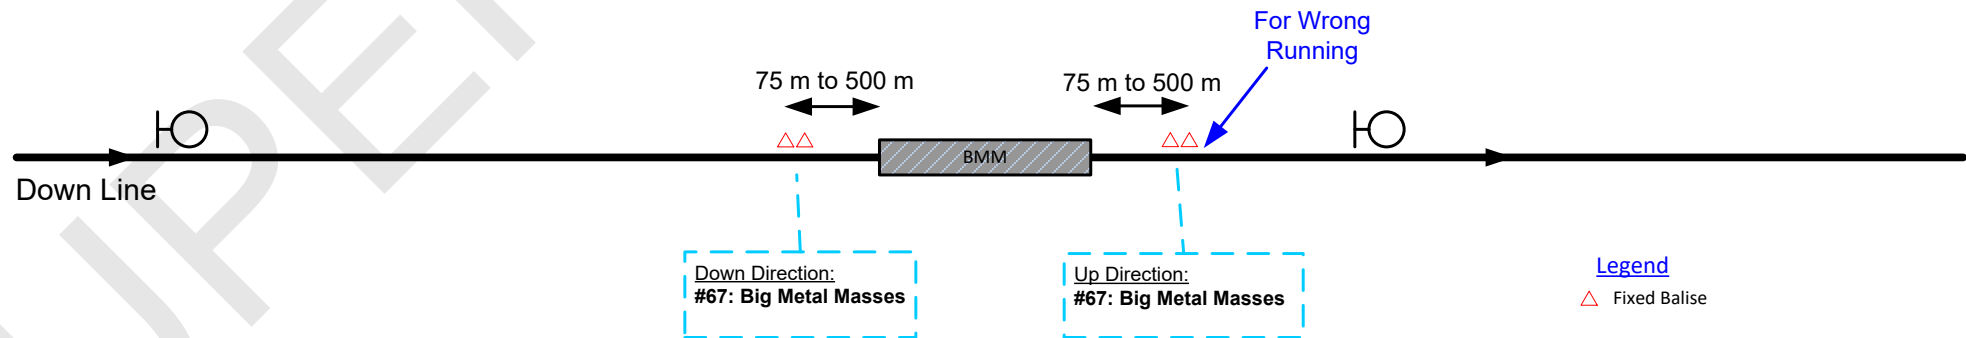 For Wrong
Running
75 m to 500 m
75 m to 500 m
BMM
Down Line
Down Direction:
#67: Big Metal Masses
Up Direction:
#67: Big Metal Masses
Legend
Fixed Balise